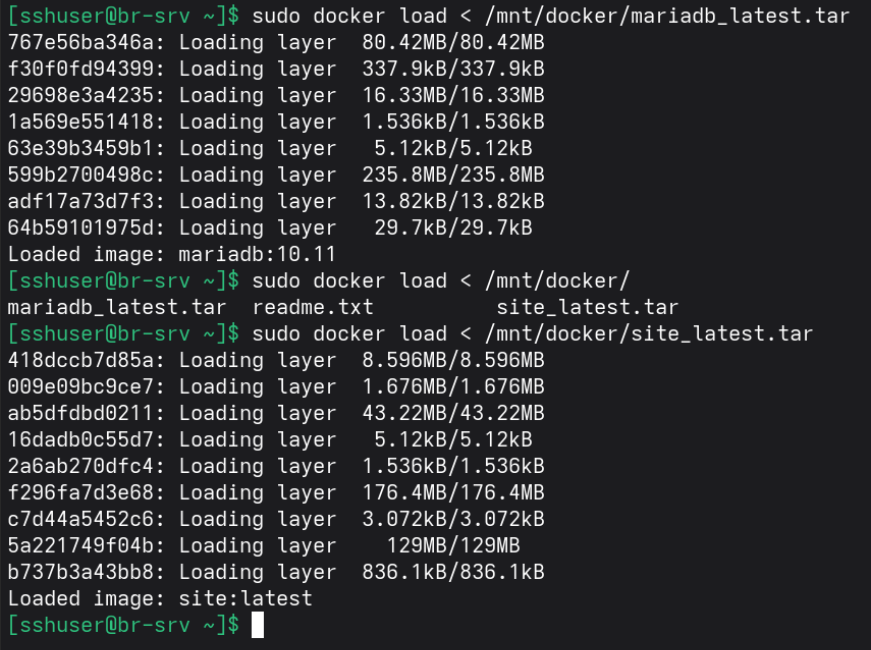 [sshuser@br-srv ~]$ sudo docker load < /mnt/docker/mariadb_latest.tar
767e56ba346a: Loading layer  80.42MB/80.42MB
f30f0fd94399: Loading layer  337.9kB/337.9kB
29698e3a4235: Loading layer  16.33MB/16.33MB
1a569e551418: Loading layer  1.536kB/1.536kB
63e39b3459b1: Loading layer   5.12kB/5.12kB
599b2700498c: Loading layer  235.8MB/235.8MB
adf17a73d7f3: Loading layer  13.82kB/13.82kB
64b59101975d: Loading layer   29.7kB/29.7kB
Loaded image: mariadb:10.11
[sshuser@br-srv ~]$ sudo docker load < /mnt/docker/
mariadb_latest.tar  readme.txt          site_latest.tar
[sshuser@br-srv ~]$ sudo docker load < /mnt/docker/site_latest.tar
418dccb7d85a: Loading layer  8.596MB/8.596MB
009e09bc9ce7: Loading layer  1.676MB/1.676MB
ab5dfdbd0211: Loading layer  43.22MB/43.22MB
16dadb0c55d7: Loading layer   5.12kB/5.12kB
2a6ab270dfc4: Loading layer  1.536kB/1.536kB
f296fa7d3e68: Loading layer  176.4MB/176.4MB
c7d44a5452c6: Loading layer  3.072kB/3.072kB
5a221749f04b: Loading layer    129MB/129MB
b737b3a43bb8: Loading layer  836.1kB/836.1kB
Loaded image: site:latest
[sshuser@br-srv ~]$